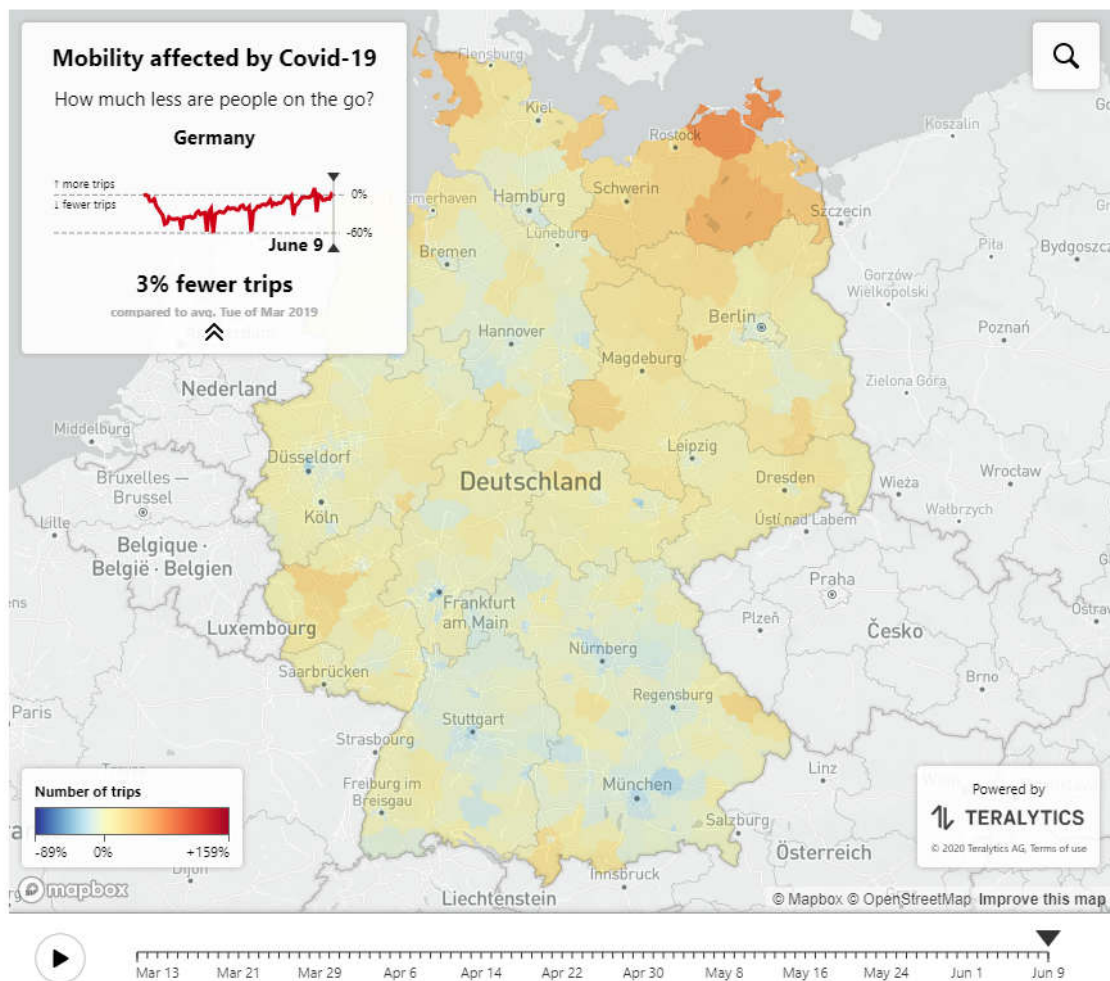 Mobility affected by Covid-19
How much less are people on the go?
Germany
↑ more trips
↓ fewer trips
0%
-60%
June 9
3% fewer trips
compared to avg. Tue of Mar 2019
Flensburg
Kiel
Rostock
Koszalin
Hamburg
Schwerin
emerhaven
Szczecin
Lüneburg
Piła
Bydgoszcz
Bremen
Gorzów
Wielkopolski
Berlin
Poznań
Hannover
Magdeburg
Nederland
Zielona Góra
Middelburg
Düsseldorf
Leipzig
Bruxelles —
Brussel
Deutschland
Dresden
Wieża
Wrocław
Köln
Wałbrzych
Lille
Ústí nad Labem
Belgique ·
België · Belgien
Praha
Frankfurt
am Main
Luxembourg
Plzeň
Česko
Ostrava
Nürnberg
Saarbrücken
Brno
Regensburg
Paris
Stuttgart
Strasbourg
Linz
München
Freiburg im
Breisgau
Salzburg
Österreich
Dijon
Innsbruck
Liechtenstein
Number of trips
-89% 0% +159%
Powered by
TERALYTICS
© 2020 Teralytics AG, Terms of use
mapbox
© Mapbox © OpenStreetMap Improve this map
Mar 13 Mar 21 Mar 29 Apr 6 Apr 14 Apr 22 Apr 30 May 8 May 16 May 24 Jun 1 Jun 9